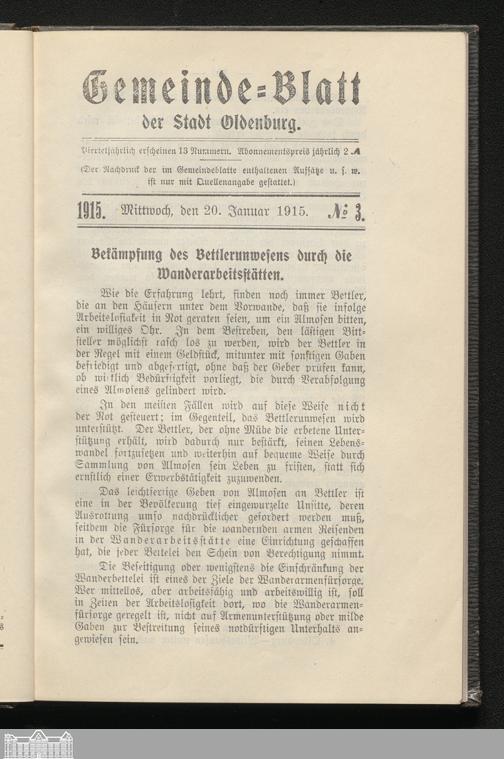 Gemeinde=Blatt
der Stadt Oldenburg.
Vierteljährlich erscheinen 13 Nummern. Abonnementspreis jährlich 2 ℳ
(Der Nachdruck der im Gemeindeblatte enthaltenen Aufsätze u. s. w.
ist nur mit Quellenangabe gestattet.)
1915. Mittwoch, den 20. Januar 1915. № 3.
Bekämpfung des Bettlerunwesens durch die
Wanderarbeitsstätten.
Wie die Erfahrung lehrt, finden noch immer Bettler,
die an den Häusern unter dem Vorwande, daß sie infolge
Arbeitslosigkeit in Not geraten seien, um ein Almosen bitten,
ein williges Ohr. In dem Bestreben, den lästigen Bitt-
steller möglichst rasch los zu werden, wird der Bettler in
der Regel mit einem Geldstück, mitunter mit sonstigen Gaben
befriedigt und abgefertigt, ohne daß der Geber prüfen kann,
ob wirklich Bedürftigkeit vorliegt, die durch Verabfolgung
eines Almosens gelindert wird.
In den meisten Fällen wird auf diese Weise nicht
der Not gesteuert; im Gegenteil, das Bettlerunwesen wird
unterstützt. Der Bettler, der ohne Mühe die erbetene Unter-
stützung erhält, wird dadurch nur bestärkt, seinen Lebens-
wandel fortzusetzen und weiterhin auf bequeme Weise durch
Sammlung von Almosen sein Leben zu fristen, statt sich
ernstlich einer Erwerbstätigkeit zuzuwenden.
Das leichtfertige Geben von Almosen an Bettler ist
eine in der Bevölkerung tief eingewurzelte Unsitte, deren
Ausrottung umso nachdrücklicher gefordert werden muß,
seitdem die Fürsorge für die wandernden armen Reisenden
in der Wanderarbeitsstätte eine Einrichtung geschaffen
hat, die jeder Bettelei den Schein von Berechtigung nimmt.
Die Beseitigung oder wenigstens die Einschränkung der
Wanderbettelei ist eines der Ziele der Wanderarmenfürsorge.
Wer mittellos, aber arbeitsfähig und arbeitswillig ist, soll
in Zeiten der Arbeitslosigkeit dort, wo die Wanderarmen-
fürsorge geregelt ist, nicht auf Armenunterstützung oder milde
Gaben zur Bestreitung seines notdürftigen Unterhalts an-
gewiesen sein.